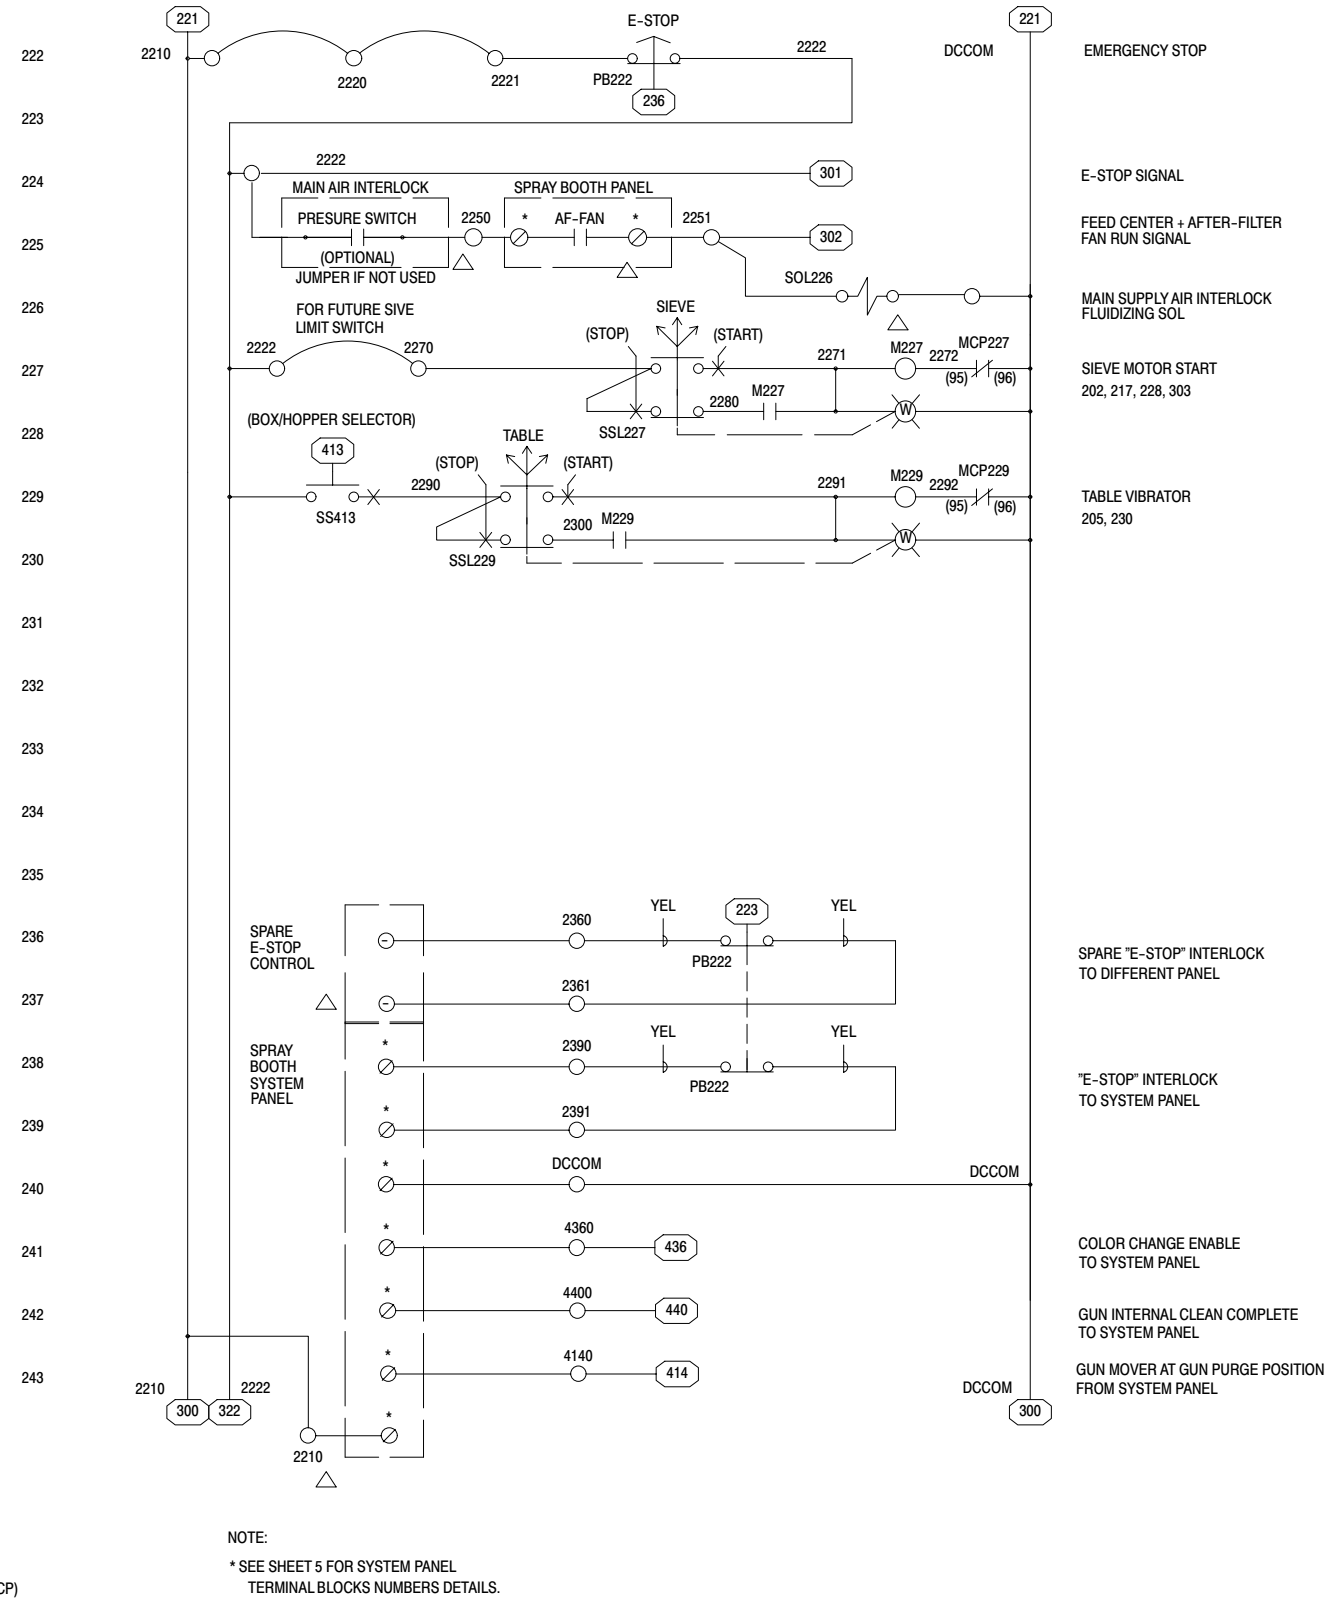 221
221
E-STOP
222
2210
2220
2221
PB222
236
2222
DCCOM
EMERGENCY STOP
223
224
2222
301
E-STOP SIGNAL
MAIN AIR INTERLOCK
SPRAY BOOTH PANEL
225
PRESURE SWITCH
2250
*
AF-FAN
*
2251
302
FEED CENTER + AFTER-FILTER
FAN RUN SIGNAL
(OPTIONAL)
JUMPER IF NOT USED
SOL226
226
MAIN SUPPLY AIR INTERLOCK
FLUIDIZING SOL
FOR FUTURE SIVE
LIMIT SWITCH
SIEVE
(STOP)
(START)
227
2222
2270
2271
M227
2272
MCP227
(95)
(96)
SIEVE MOTOR START
202, 217, 228, 303
2280
M227
W
SSL227
228
(BOX/HOPPER SELECTOR)
413
TABLE
(STOP)
(START)
229
SS413
2290
2291
M229
2292
MCP229
(95)
(96)
TABLE VIBRATOR
205, 230
2300
M229
W
SSL229
230
231
232
233
234
235
236
SPARE
E-STOP
CONTROL
2360
YEL
223
YEL
PB222
SPARE "E-STOP" INTERLOCK
TO DIFFERENT PANEL
237
2361
238
SPRAY
BOOTH
SYSTEM
PANEL
*
2390
YEL
YEL
PB222
"E-STOP" INTERLOCK
TO SYSTEM PANEL
239
*
2391
240
*
DCCOM
DCCOM
241
*
4360
436
COLOR CHANGE ENABLE
TO SYSTEM PANEL
242
*
4400
440
GUN INTERNAL CLEAN COMPLETE
TO SYSTEM PANEL
243
*
4140
414
GUN MOVER AT GUN PURGE POSITION
FROM SYSTEM PANEL
2210
2222
DCCOM
300
322
300
*
2210
NOTE:
* SEE SHEET 5 FOR SYSTEM PANEL
TERMINAL BLOCKS NUMBERS DETAILS.
CP)